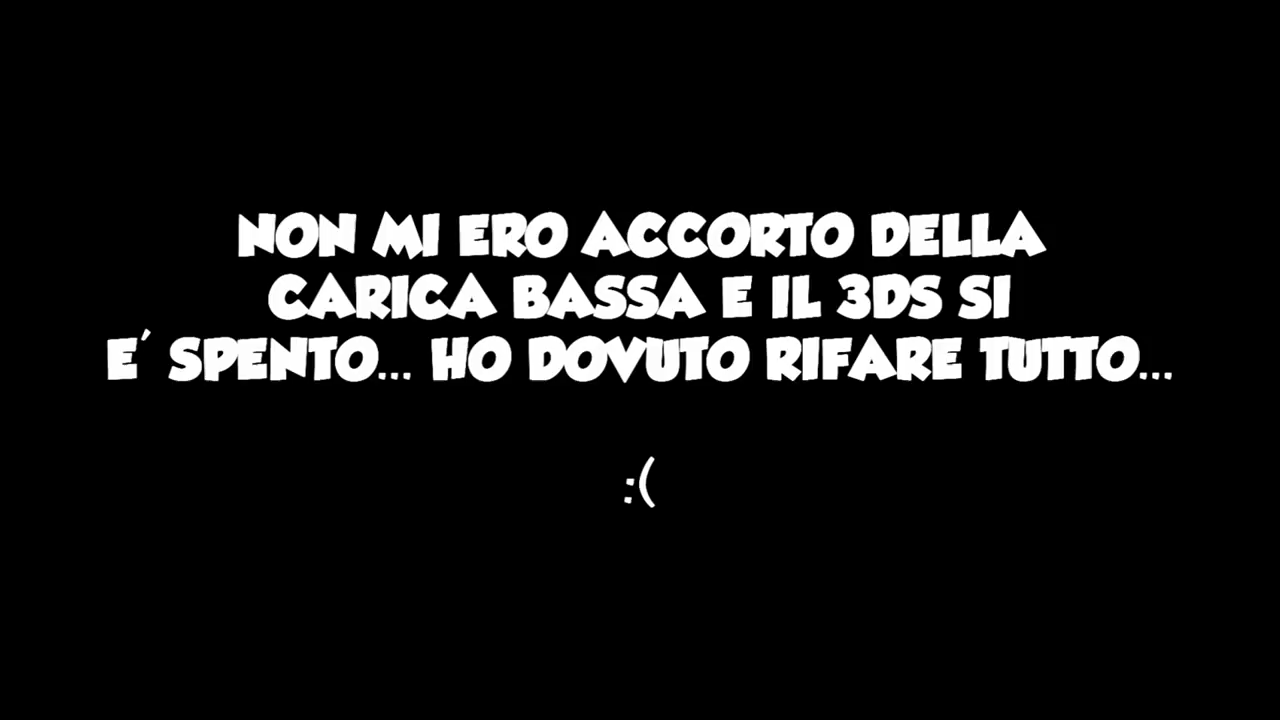 NON MI ERO ACCORTO DELLA
CARICA BASSA E IL 3DS SI
E' SPENTO... HO DOVUTO RIFARE TUTTO...
:(